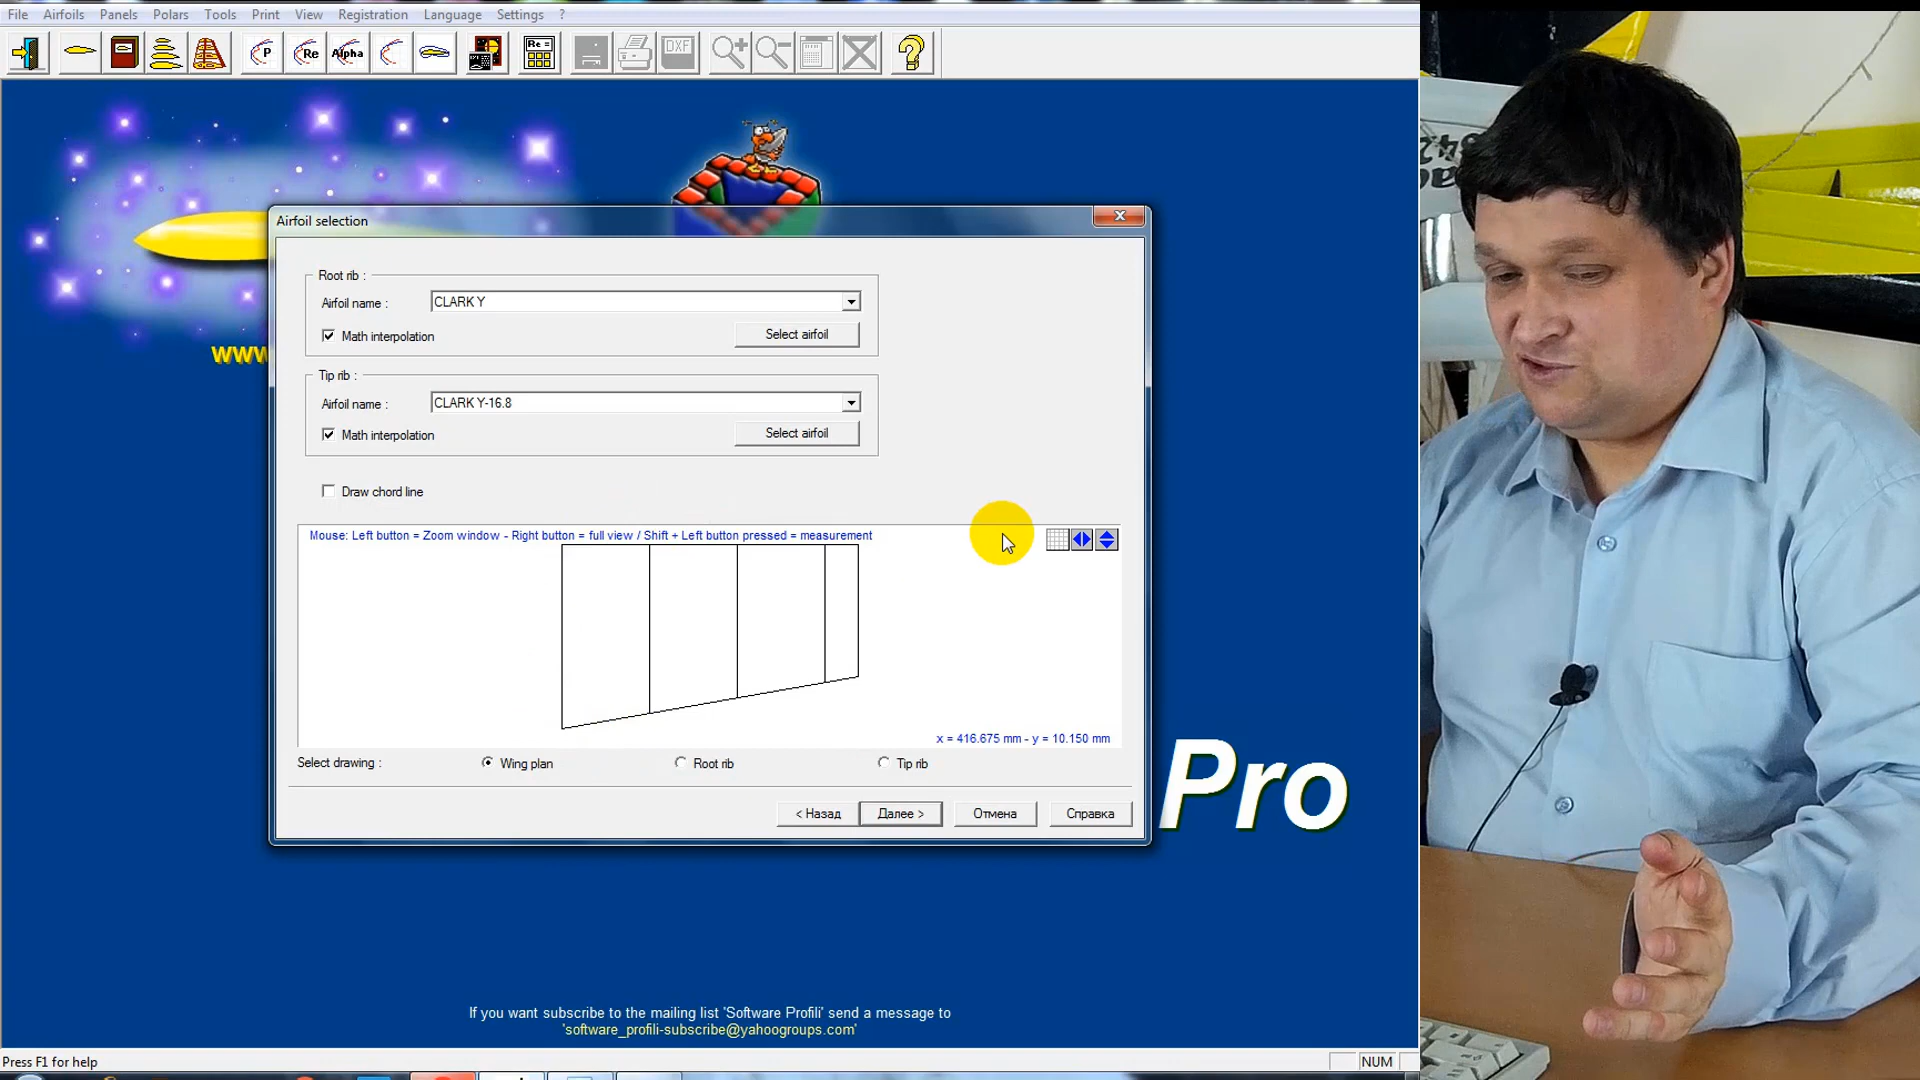 File Airfoils Panels Polars Tools Print View Registration Language Settings ?
P Re Alpha Re = DXF ?
Airfoil selection
Root rib :
Airfoil name : CLARK Y
Math interpolation Select airfoil
Tip rib :
Airfoil name : CLARK Y-16.8
Math interpolation Select airfoil
Draw chord line
Mouse: Left button = Zoom window - Right button = full view / Shift + Left button pressed = measurement
x = 416.675 mm - y = 10.150 mm
Select drawing : Wing plan Root rib Tip rib
< Назад Далее > Отмена Справка
Pro
If you want subscribe to the mailing list 'Software Profili' send a message to
'software_profili-subscribe@yahoogroups.com'
Press F1 for help NUM